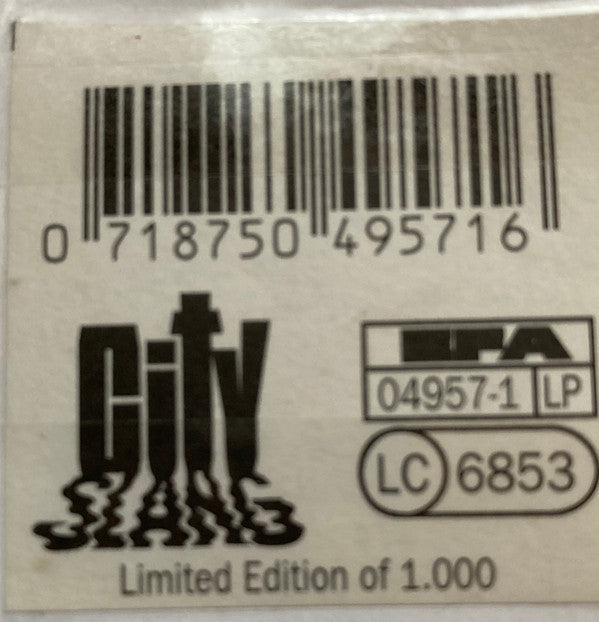 0 718750 495716
City
SLANG
EFA
04957-1 LP
LC 6853
Limited Edition of 1.000